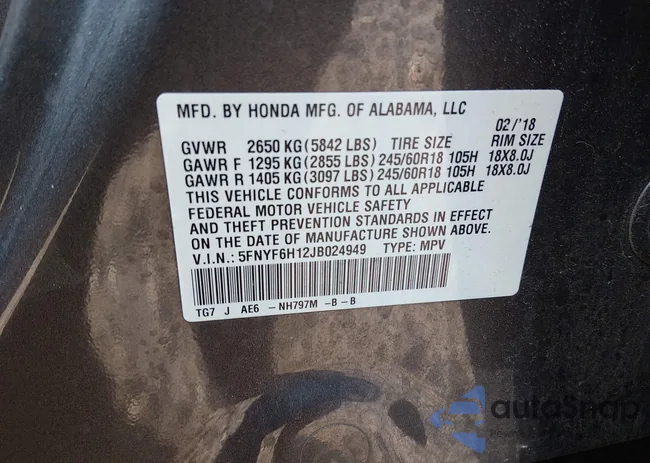 MFD. BY HONDA MFG. OF ALABAMA, LLC
02/'18
GVWR 2650 KG (5842 LBS) TIRE SIZE RIM SIZE
GAWR F 1295 KG (2855 LBS) 245/60R18 105H 18X8.0J
GAWR R 1405 KG (3097 LBS) 245/60R18 105H 18X8.0J
THIS VEHICLE CONFORMS TO ALL APPLICABLE
FEDERAL MOTOR VEHICLE SAFETY
AND THEFT PREVENTION STANDARDS IN EFFECT
ON THE DATE OF MANUFACTURE SHOWN ABOVE.
V.I.N.: 5FNYF6H12JB024949 TYPE: MPV
TG7 J AE6 -NH797M -B-B
autoSnap
Powered by